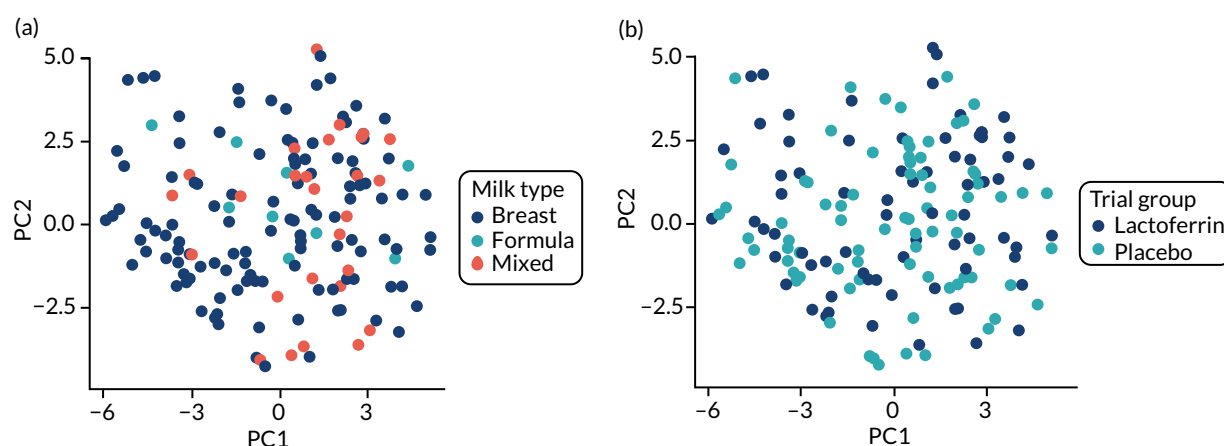 (a)
5.0
2.5
0.0
−2.5
PC2
−6
−3
0
3
PC1
Milk type
Breast
Formula
Mixed
(b)
5.0
2.5
0.0
−2.5
PC2
−6
−3
0
3
PC1
Trial group
Lactoferrin
Placebo